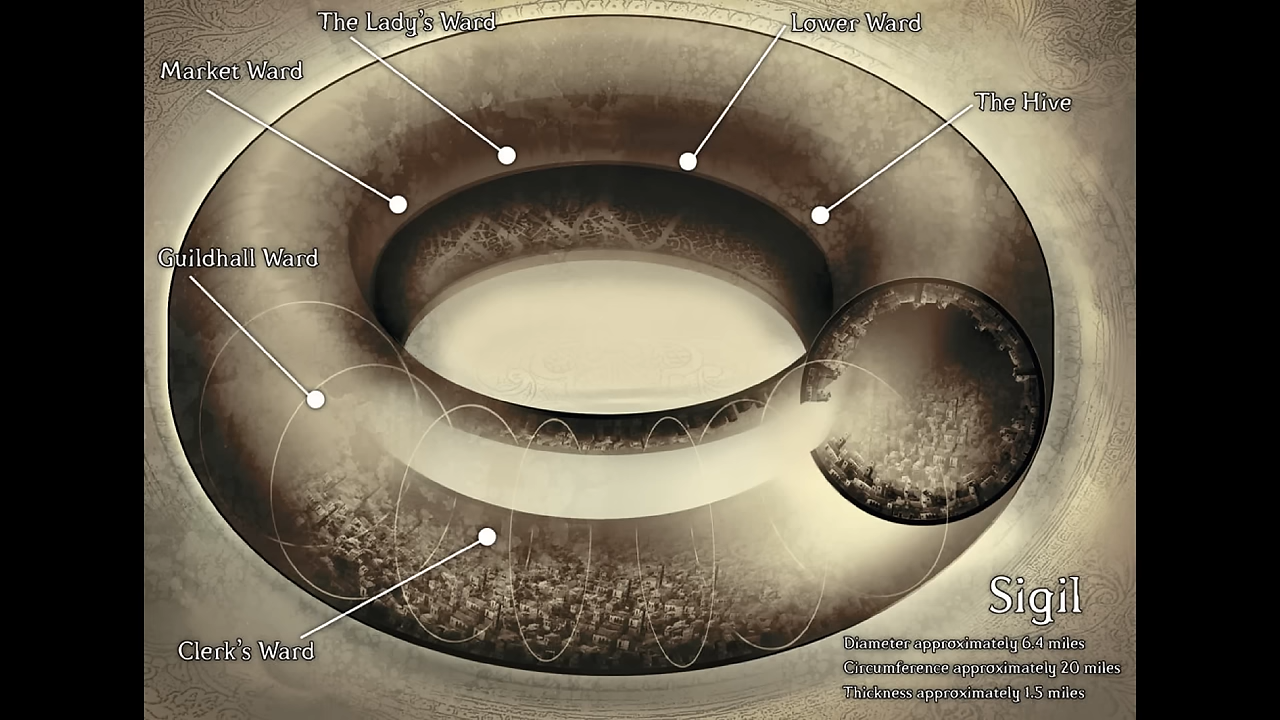 The Lady's Ward
Lower Ward
Market Ward
The Hive
Guildhall Ward
Clerk's Ward
Sigil
Diameter approximately 6.4 miles
Circumference approximately 20 miles
Thickness approximately 1.5 miles